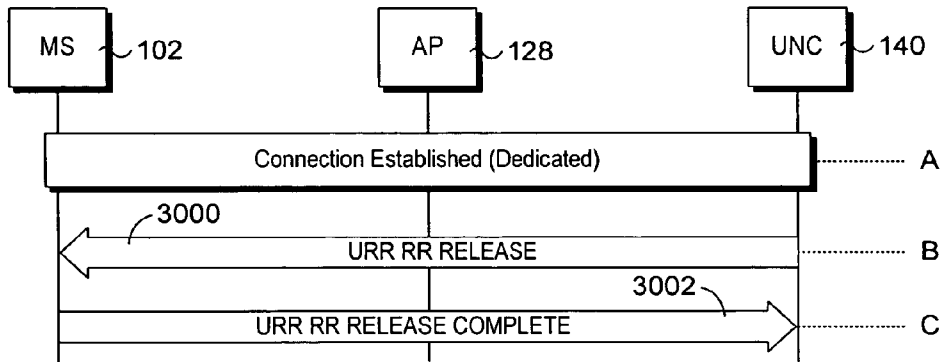 MS 102 AP 128 UNC 140
Connection Established (Dedicated) A
3000
URR RR RELEASE B
3002
URR RR RELEASE COMPLETE C